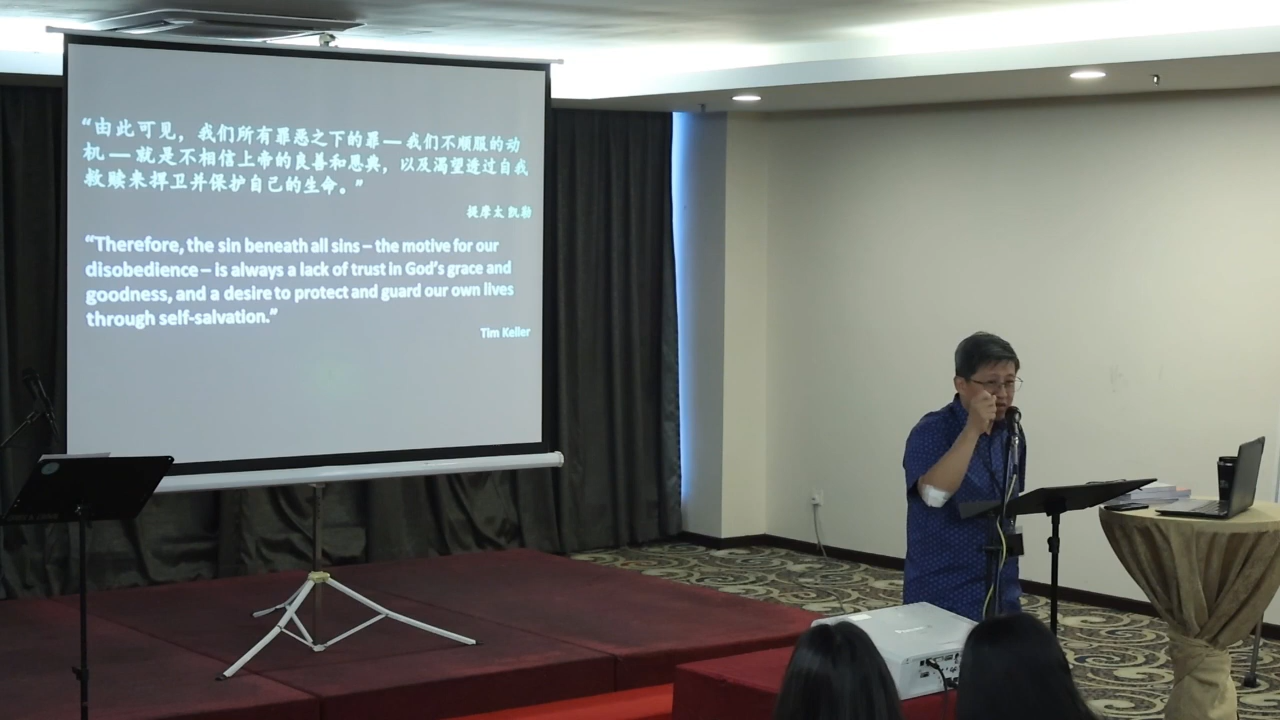 “由此可见，我们所有罪恶之下的罪 — 我们不顺服的动
机 — 就是不相信上帝的良善和恩典，以及渴望透过自我
救赎来捍卫并保护自己的生命。”
提摩太 凯勒
“Therefore, the sin beneath all sins – the motive for our
disobedience – is always a lack of trust in God’s grace and
goodness, and a desire to protect and guard our own lives
through self-salvation.”
Tim Keller